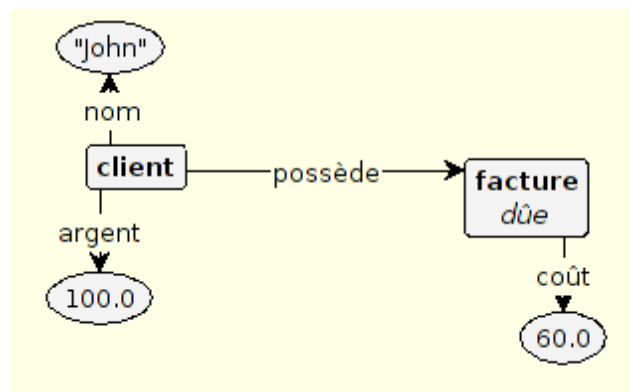 "John"
nom
client
possède
facture
dûe
argent
coût
100.0
60.0